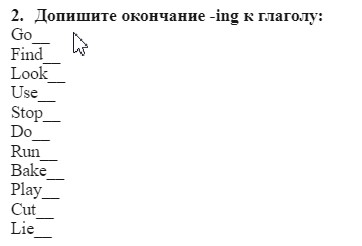 2. Допишите окончание -ing к глаголу:
Go__
Find__
Look__
Use__
Stop__
Do__
Run__
Bake__
Play__
Cut__
Lie__